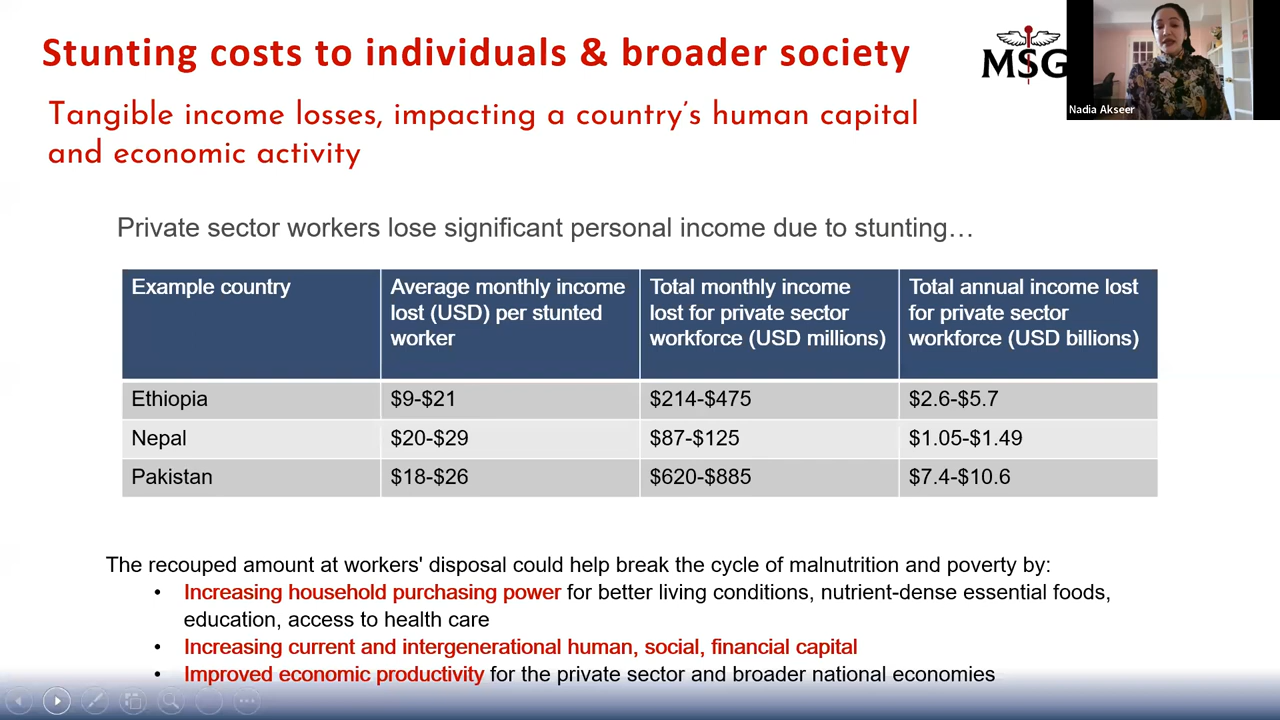 Stunting costs to individuals & broader society
MSG
Nadia Akseer
Tangible income losses, impacting a country's human capital
and economic activity
Private sector workers lose significant personal income due to stunting…
Example country
Average monthly income
lost (USD) per stunted
worker
Total monthly income
lost for private sector
workforce (USD millions)
Total annual income lost
for private sector
workforce (USD billions)
Ethiopia
$9-$21
$214-$475
$2.6-$5.7
Nepal
$20-$29
$87-$125
$1.05-$1.49
Pakistan
$18-$26
$620-$885
$7.4-$10.6
The recouped amount at workers' disposal could help break the cycle of malnutrition and poverty by:
• Increasing household purchasing power for better living conditions, nutrient-dense essential foods,
education, access to health care
• Increasing current and intergenerational human, social, financial capital
• Improved economic productivity for the private sector and broader national economies